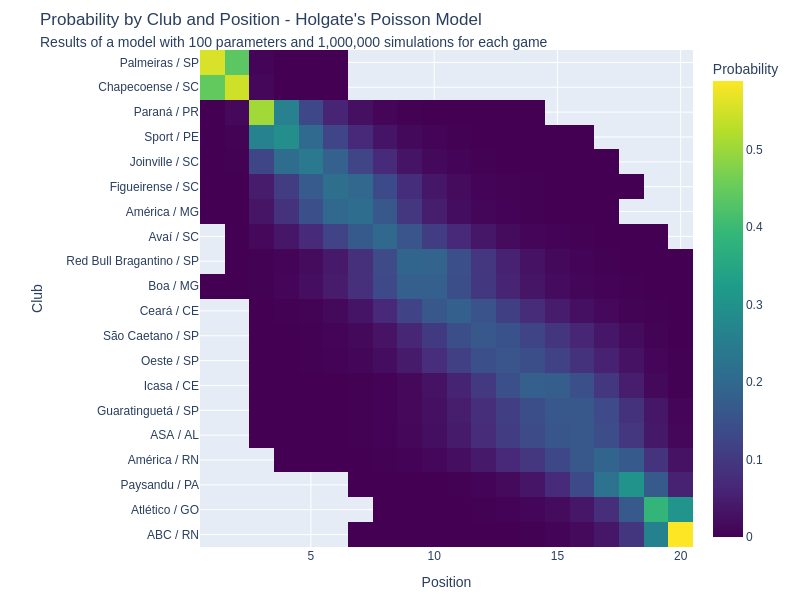 Probability by Club and Position - Holgate's Poisson Model
Results of a model with 100 parameters and 1,000,000 simulations for each game
Palmeiras / SP
Chapecoense / SC
Paraná / PR
Sport / PE
Joinville / SC
Figueirense / SC
América / MG
Avaí / SC
Red Bull Bragantino / SP
Boa / MG
Ceará / CE
São Caetano / SP
Oeste / SP
Icasa / CE
Guaratinguetá / SP
ASA / AL
América / RN
Paysandu / PA
Atlético / GO
ABC / RN
Club
5
10
15
20
Position
Probability
0.5
0.4
0.3
0.2
0.1
0